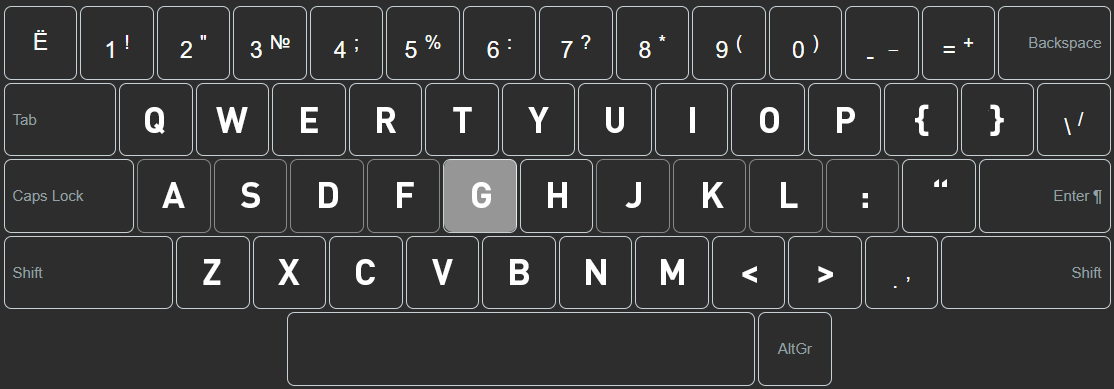 Ë 1 ! 2 " 3 № 4 ; 5 % 6 : 7 ? 8 * 9 ( 0 ) - _ = + Backspace
Tab Q W E R T Y U I O P { } \ /
Caps Lock A S D F G H J K L : “ Enter ¶
Shift Z X C V B N M < > . , Shift
AltGr